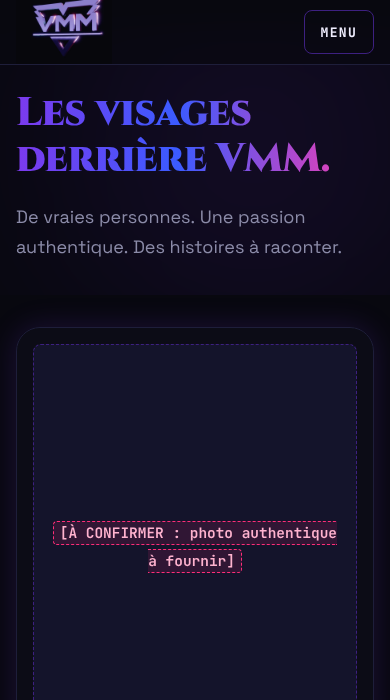 VMM
MENU
Les visages
derrière VMM.
De vraies personnes. Une passion
authentique. Des histoires à raconter.
[À CONFIRMER : photo authentique
à fournir]